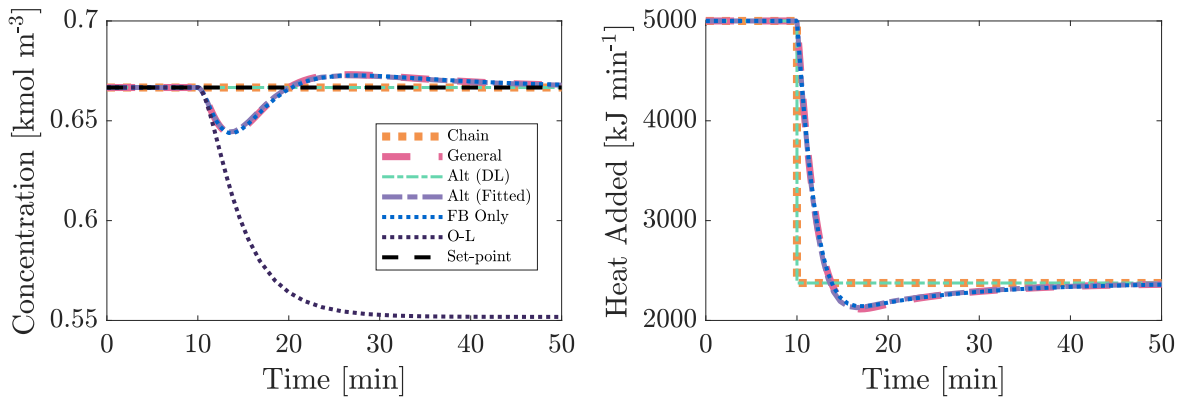 Concentration [kmol m-3]
0.7
0.65
0.6
0.55
0
10
20
30
40
50
Time [min]
Chain
General
Alt (DL)
Alt (Fitted)
FB Only
O-L
Set-point
Heat Added [kJ min-1]
5000
4000
3000
2000
0
10
20
30
40
50
Time [min]